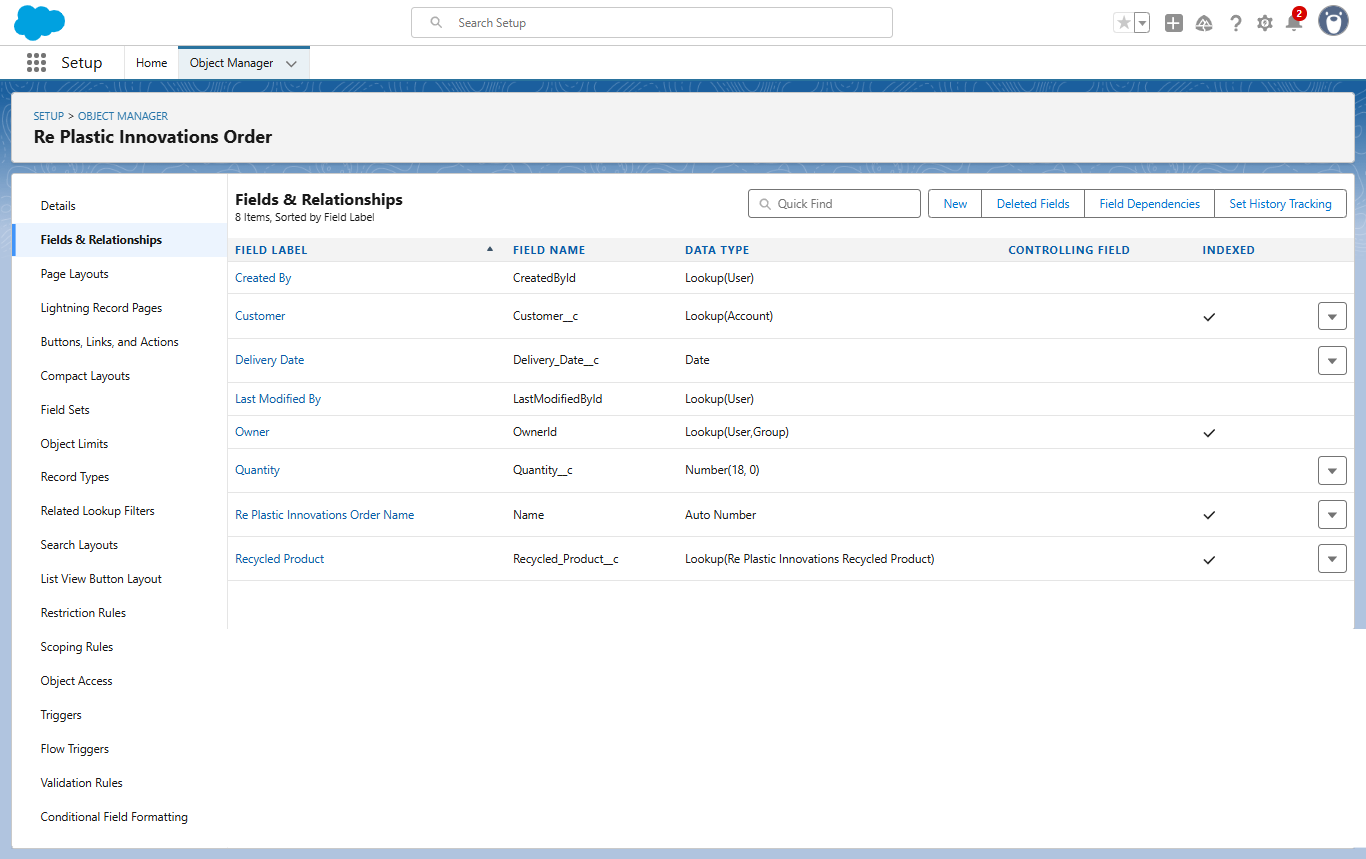 Search Setup
2
Setup
Home
Object Manager
SETUP > OBJECT MANAGER
Re Plastic Innovations Order
Details
Fields & Relationships
Page Layouts
Lightning Record Pages
Buttons, Links, and Actions
Compact Layouts
Field Sets
Object Limits
Record Types
Related Lookup Filters
Search Layouts
List View Button Layout
Restriction Rules
Scoping Rules
Object Access
Triggers
Flow Triggers
Validation Rules
Conditional Field Formatting
Fields & Relationships
8 Items, Sorted by Field Label
Quick Find
New
Deleted Fields
Field Dependencies
Set History Tracking
FIELD LABEL FIELD NAME DATA TYPE CONTROLLING FIELD INDEXED
Created By CreatedById Lookup(User)
Customer Customer__c Lookup(Account)
Delivery Date Delivery_Date__c Date
Last Modified By LastModifiedById Lookup(User)
Owner OwnerId Lookup(User,Group)
Quantity Quantity__c Number(18, 0)
Re Plastic Innovations Order Name Name Auto Number
Recycled Product Recycled_Product__c Lookup(Re Plastic Innovations Recycled Product)